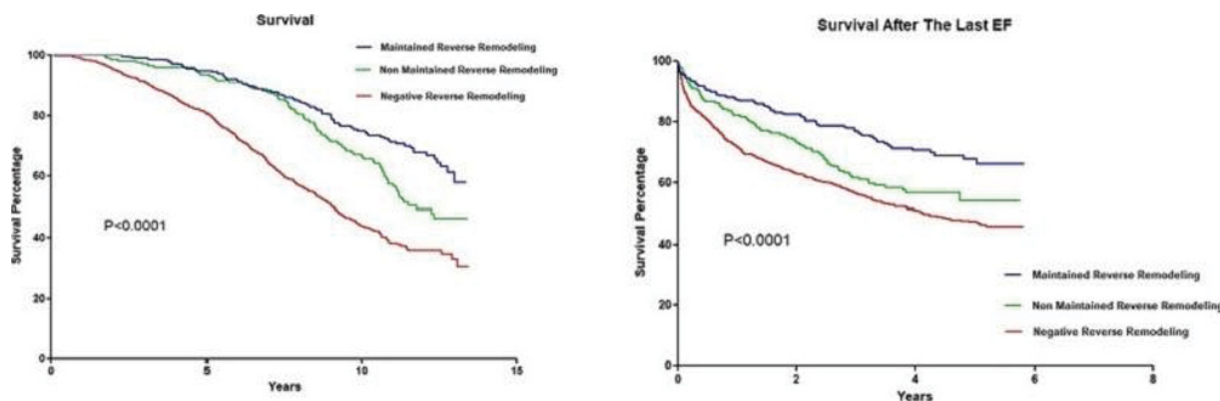 Survival
Maintained Reverse Remodeling
Non Maintained Reverse Remodeling
Negative Reverse Remodeling
Survival Percentage
100
80
60
40
20
0
P<0.0001
0
5
10
15
Years
Survival After The Last EF
Survival Percentage
100
80
60
40
20
0
P<0.0001
Maintained Reverse Remodeling
Non Maintained Reverse Remodeling
Negative Reverse Remodeling
0
2
4
6
8
Years